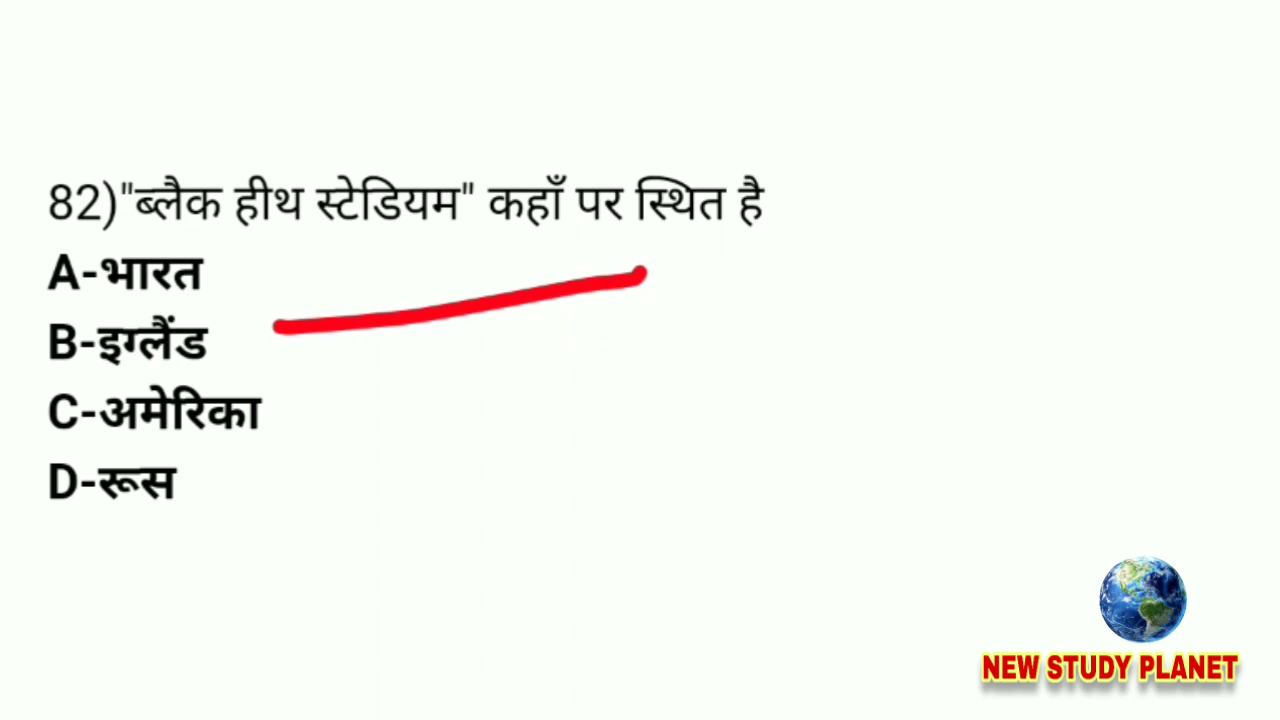 82)"ब्लैक हीथ स्टेडियम" कहाँ पर स्थित है
A-भारत
B-इग्लैंड
C-अमेरिका
D-रूस
NEW STUDY PLANET